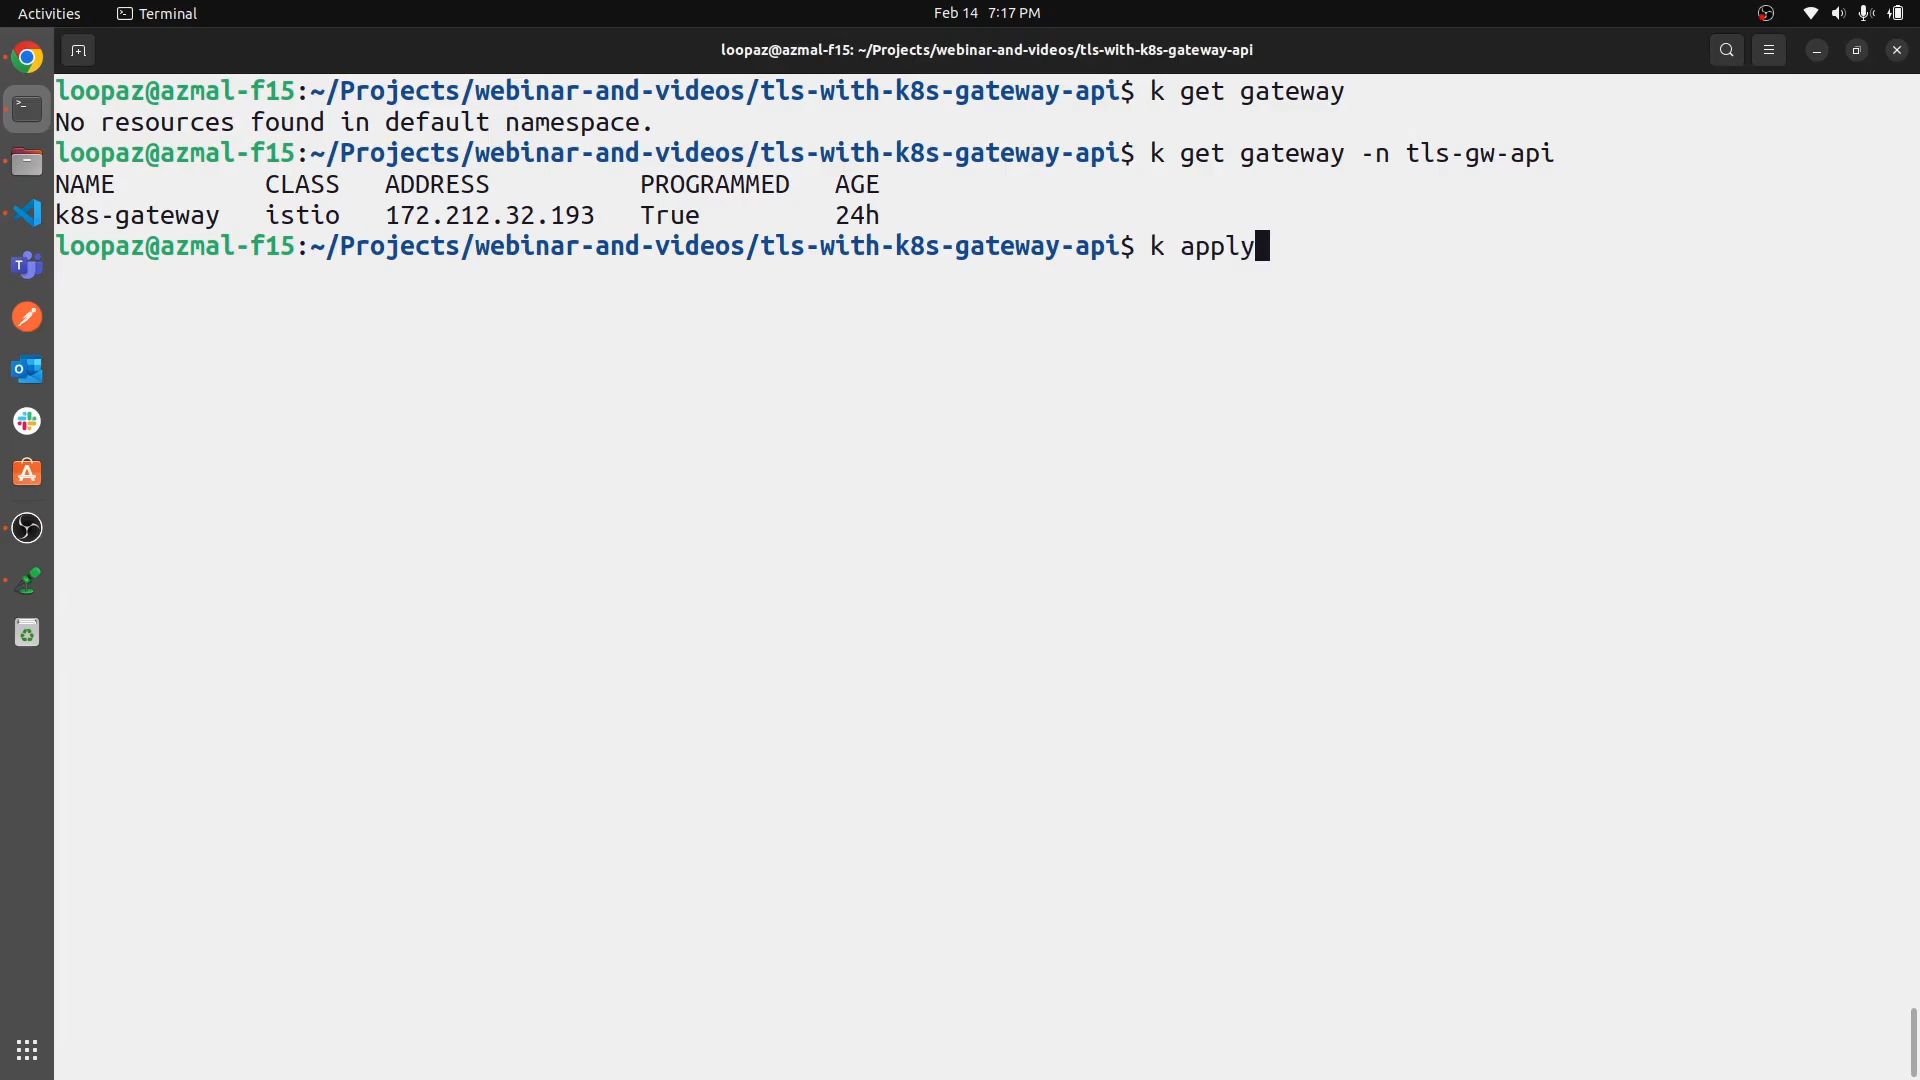 Activities Terminal Feb 14 7:17 PM
loopaz@azmal-f15: ~/Projects/webinar-and-videos/tls-with-k8s-gateway-api
loopaz@azmal-f15:~/Projects/webinar-and-videos/tls-with-k8s-gateway-api$ k get gateway
No resources found in default namespace.
loopaz@azmal-f15:~/Projects/webinar-and-videos/tls-with-k8s-gateway-api$ k get gateway -n tls-gw-api
NAME CLASS ADDRESS PROGRAMMED AGE
k8s-gateway istio 172.212.32.193 True 24h
loopaz@azmal-f15:~/Projects/webinar-and-videos/tls-with-k8s-gateway-api$ k apply